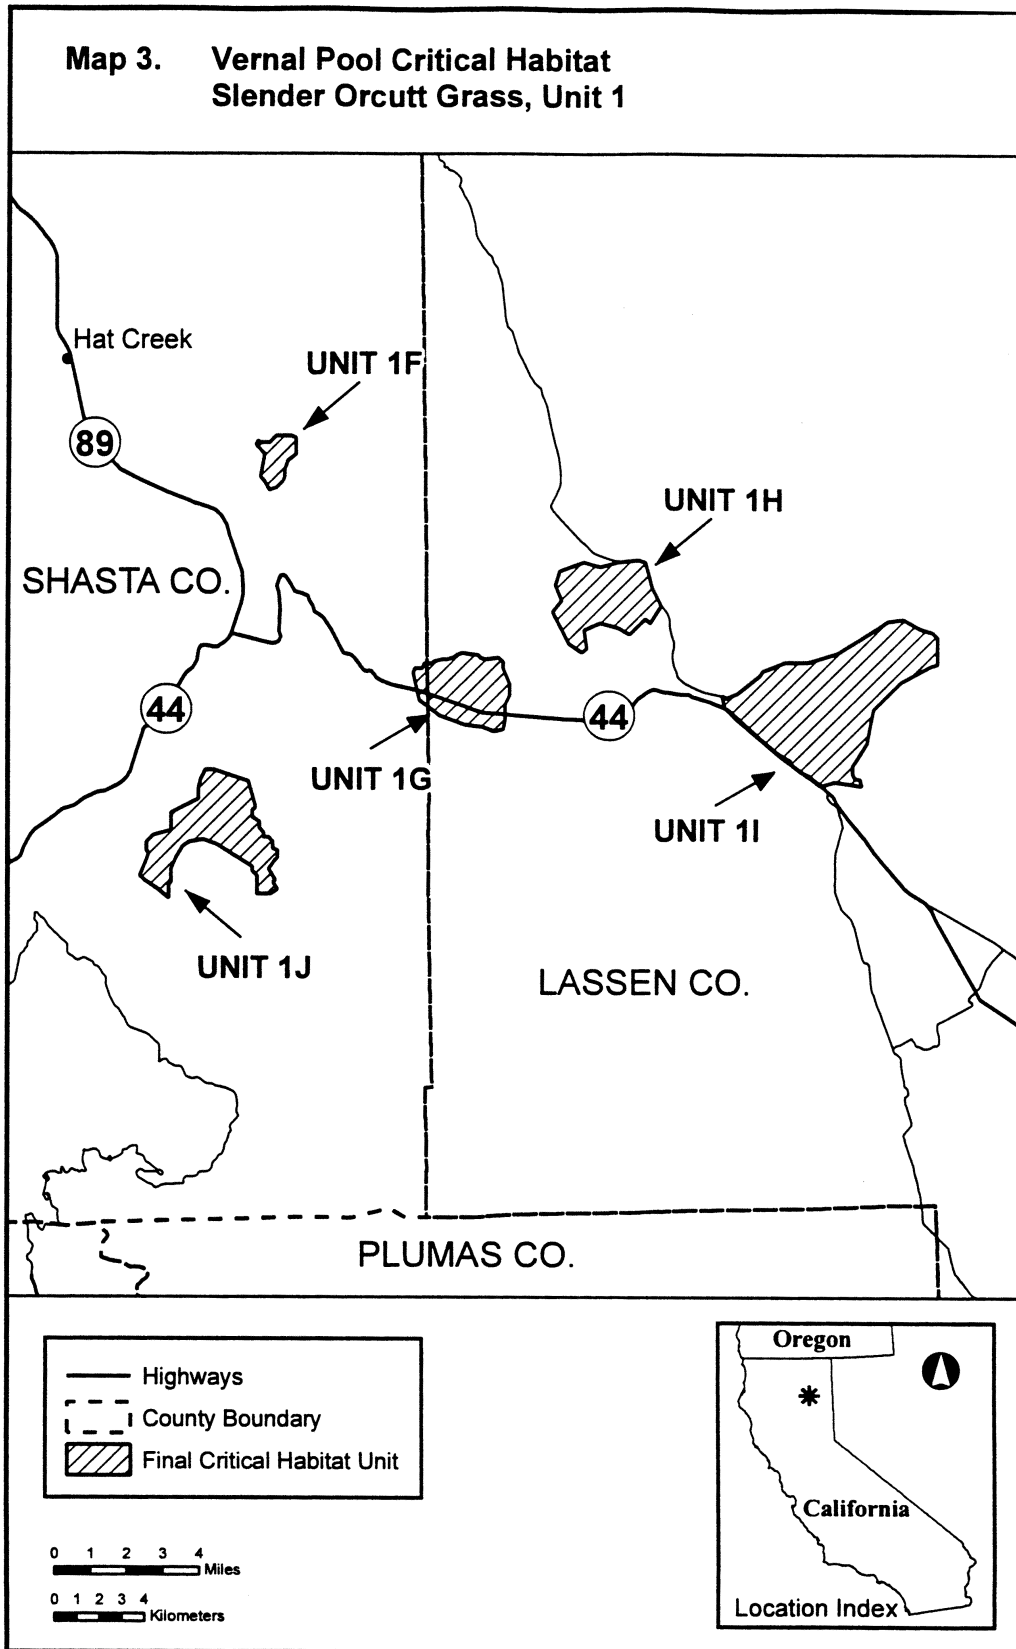 Map 3. Vernal Pool Critical Habitat
Slender Orcutt Grass, Unit 1
Hat Creek
UNIT 1F
89
UNIT 1H
SHASTA CO.
44
44
UNIT 1G
UNIT 1I
UNIT 1J
LASSEN CO.
PLUMAS CO.
Highways
County Boundary
Final Critical Habitat Unit
0 1 2 3 4
Miles
0 1 2 3 4
Kilometers
Oregon
California
Location Index